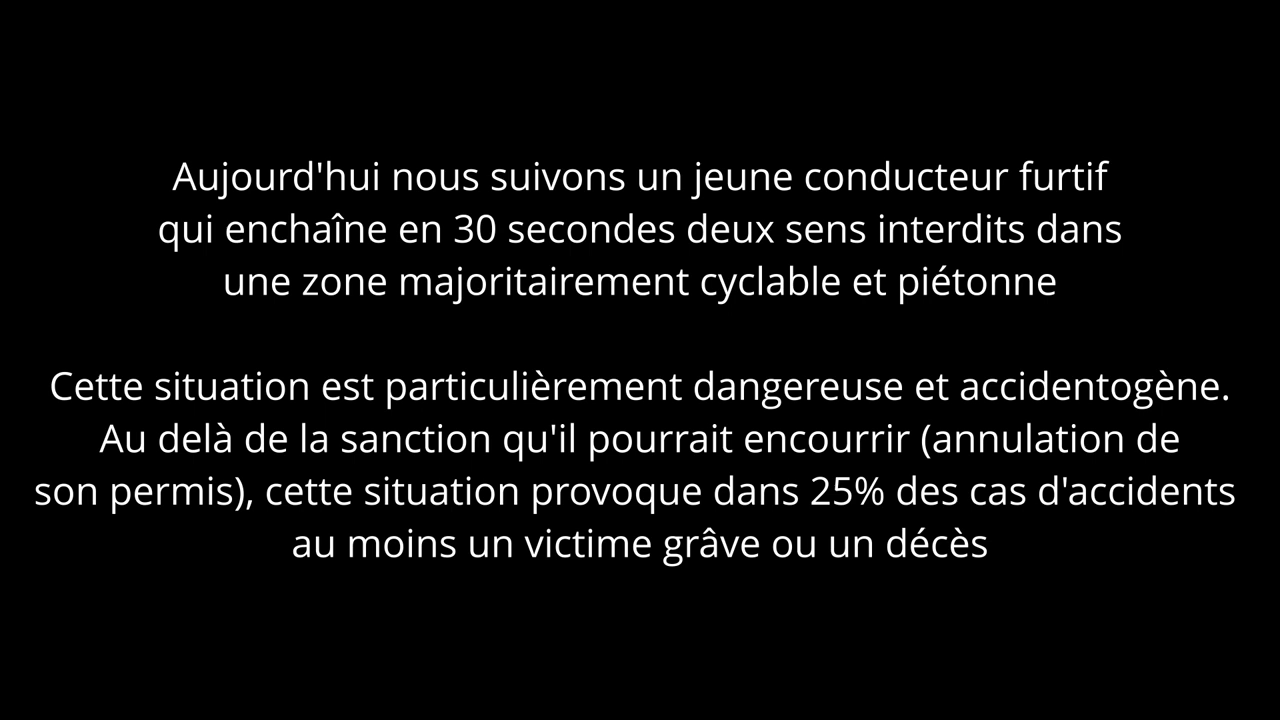 Aujourd'hui nous suivons un jeune conducteur furtif
qui enchaîne en 30 secondes deux sens interdits dans
une zone majoritairement cyclable et piétonne
Cette situation est particulièrement dangereuse et accidentogène.
Au delà de la sanction qu'il pourrait encourrir (annulation de
son permis), cette situation provoque dans 25% des cas d'accidents
au moins un victime grâve ou un décès